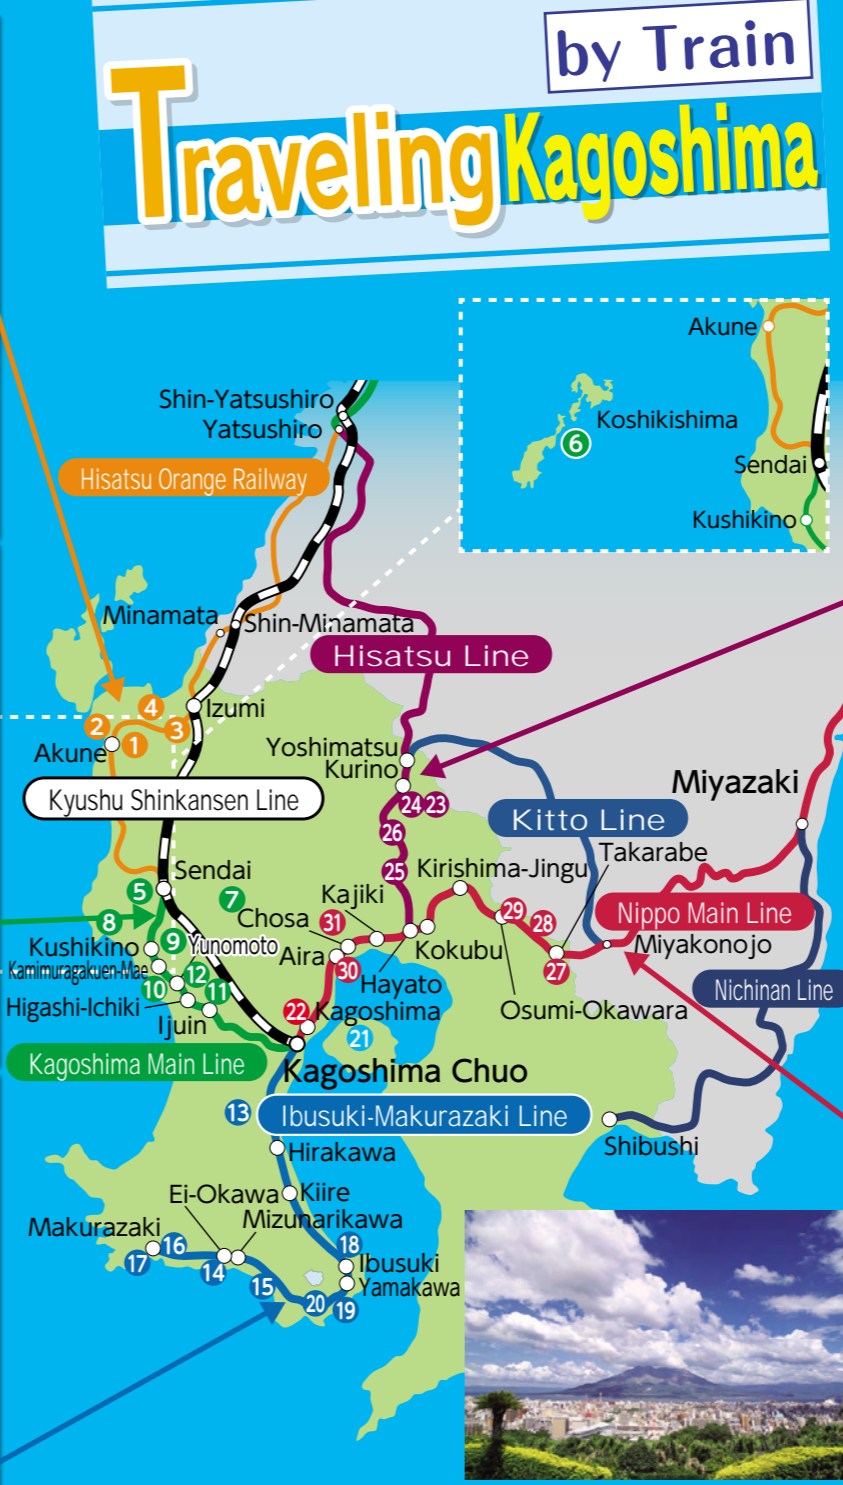 by Train
Traveling Kagoshima
Akune
Koshikishima
6
Sendai
Kushikino
Shin-Yatsushiro
Yatsushiro
Hisatsu Orange Railway
Minamata
Shin-Minamata
Hisatsu Line
4
Izumi
2
1
3
Akune
Yoshimatsu
Kurino
Kyushu Shinkansen Line
Miyazaki
24
23
Kitto Line
26
Takarabe
Sendai
25
Kirishima-Jingu
5
7
Kajiki
8
Chosa
31
29
28
Nippo Main Line
Kushikino
9
Yunomoto
Aira
Kokubu
Miyakonojo
Kamimuragakuen-Mae
12
30
Hayato
27
10
11
Nichinan Line
Higashi-Ichiki
22
Kagoshima
Osumi-Okawara
Ijuin
21
Kagoshima Main Line
Kagoshima Chuo
13
Ibusuki-Makurazaki Line
Shibushi
Hirakawa
Ei-Okawa
Kiire
Mizunarikawa
Makurazaki
16
18
17
14
Ibusuki
15
Yamakawa
20
19